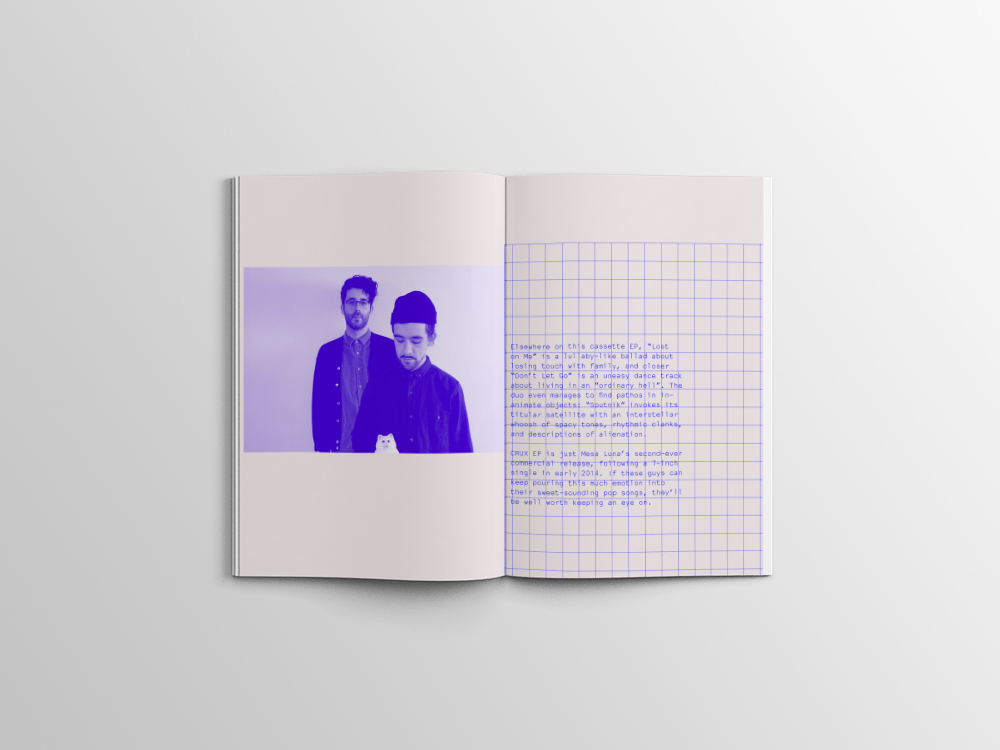 Elsewhere on this cassette EP, "Lost
on Me" is a lullaby-like ballad about
losing touch with family, and closer
"Don't Let Go" is an uneasy dance track
about living in an "ordinary hell". The
duo even manages to find pathos in in-
animate objects: "Sputnik" invokes its
titular satellite with an interstellar
whoosh of spacy tones, rhythmic clanks,
and descriptions of alienation.
CRUX EP is just Mesa Luna's second-ever
commercial release, following a 7-inch
single in early 2014. If these guys can
keep pouring this much emotion into
their sweet-sounding pop songs, they'll
be well worth keeping an eye on.